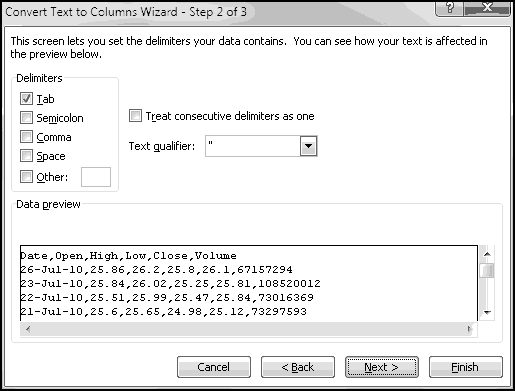 Convert Text to Columns Wizard - Step 2 of 3
This screen lets you set the delimiters your data contains. You can see how your text is affected in
the preview below.
Delimiters
Tab
Semicolon
Comma
Space
Other:
Treat consecutive delimiters as one
Text qualifier: "
Data preview
Date,Open,High,Low,Close,Volume
26-Jul-10,25.86,26.2,25.8,26.1,67157294
23-Jul-10,25.84,26.02,25.25,25.81,108520012
22-Jul-10,25.51,25.99,25.47,25.84,73016369
21-Jul-10,25.6,25.65,24.98,25.12,73297593
Cancel < Back Next > Finish